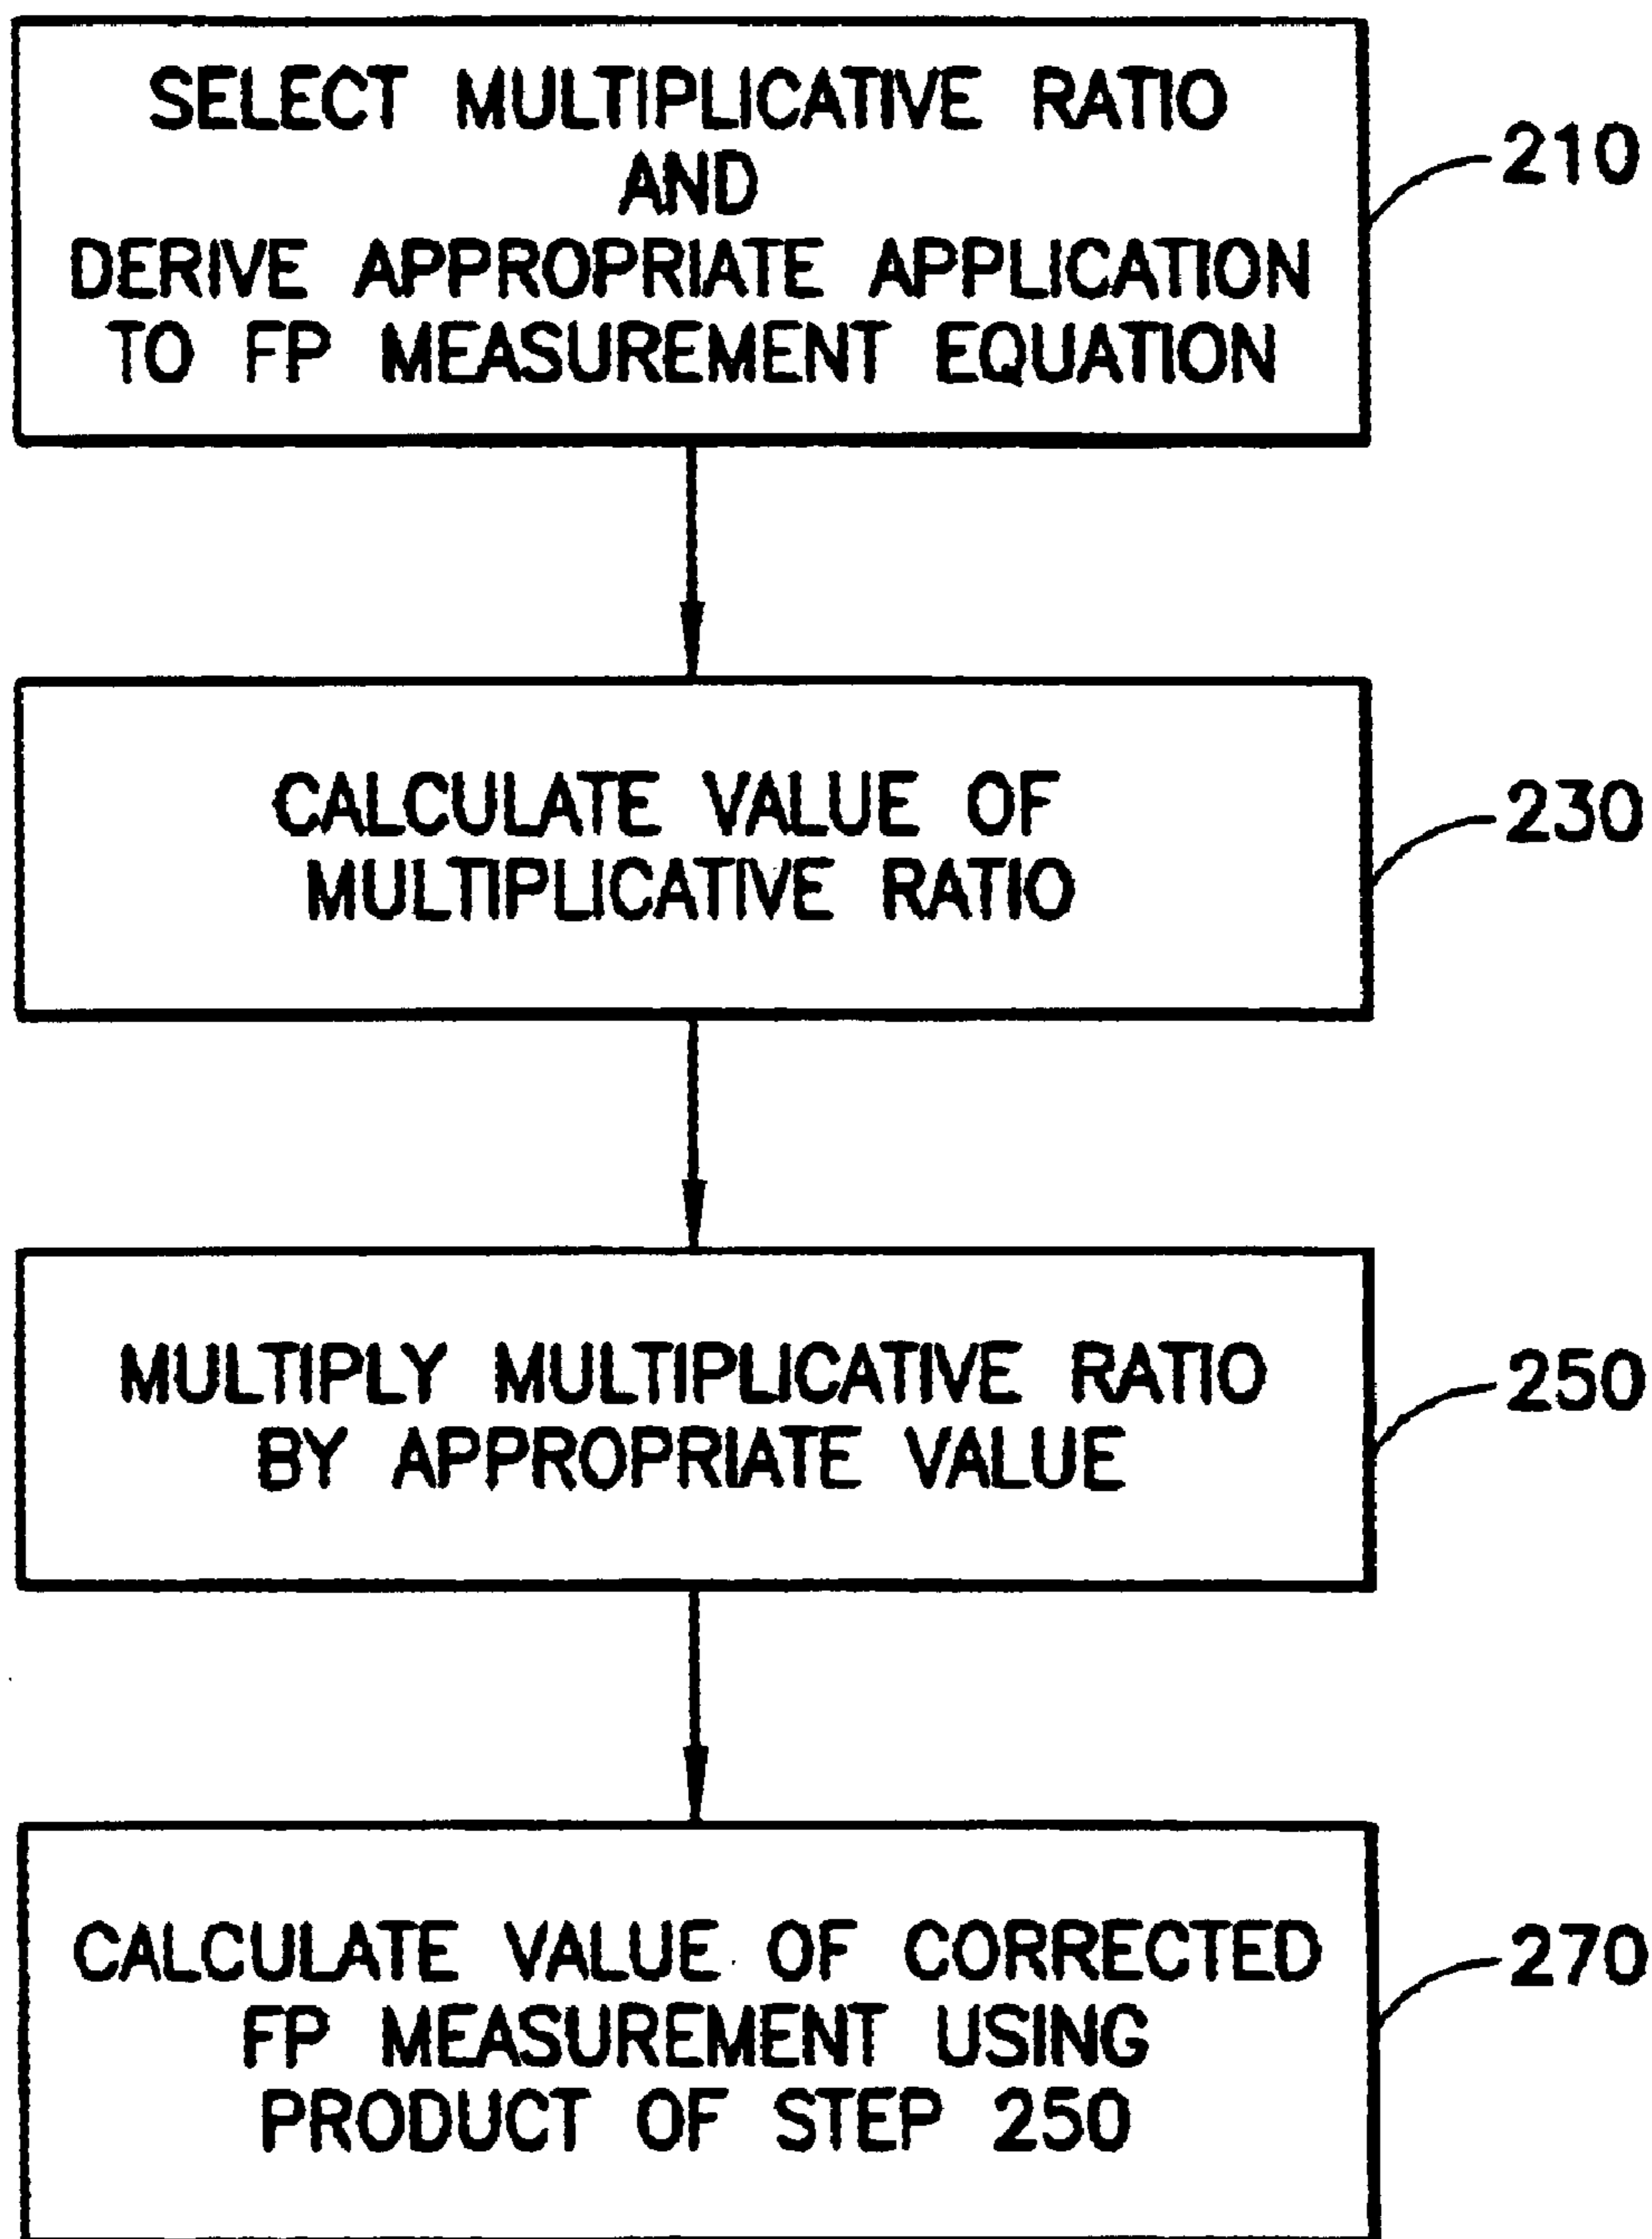 SELECT MULTIPLICATIVE RATIO
AND
DERIVE APPROPRIATE APPLICATION
TO FP MEASUREMENT EQUATION
210
CALCULATE VALUE OF
MULTIPLICATIVE RATIO
230
MULTIPLY MULTIPLICATIVE RATIO
BY APPROPRIATE VALUE
250
CALCULATE VALUE OF CORRECTED
FP MEASUREMENT USING
PRODUCT OF STEP 250
270